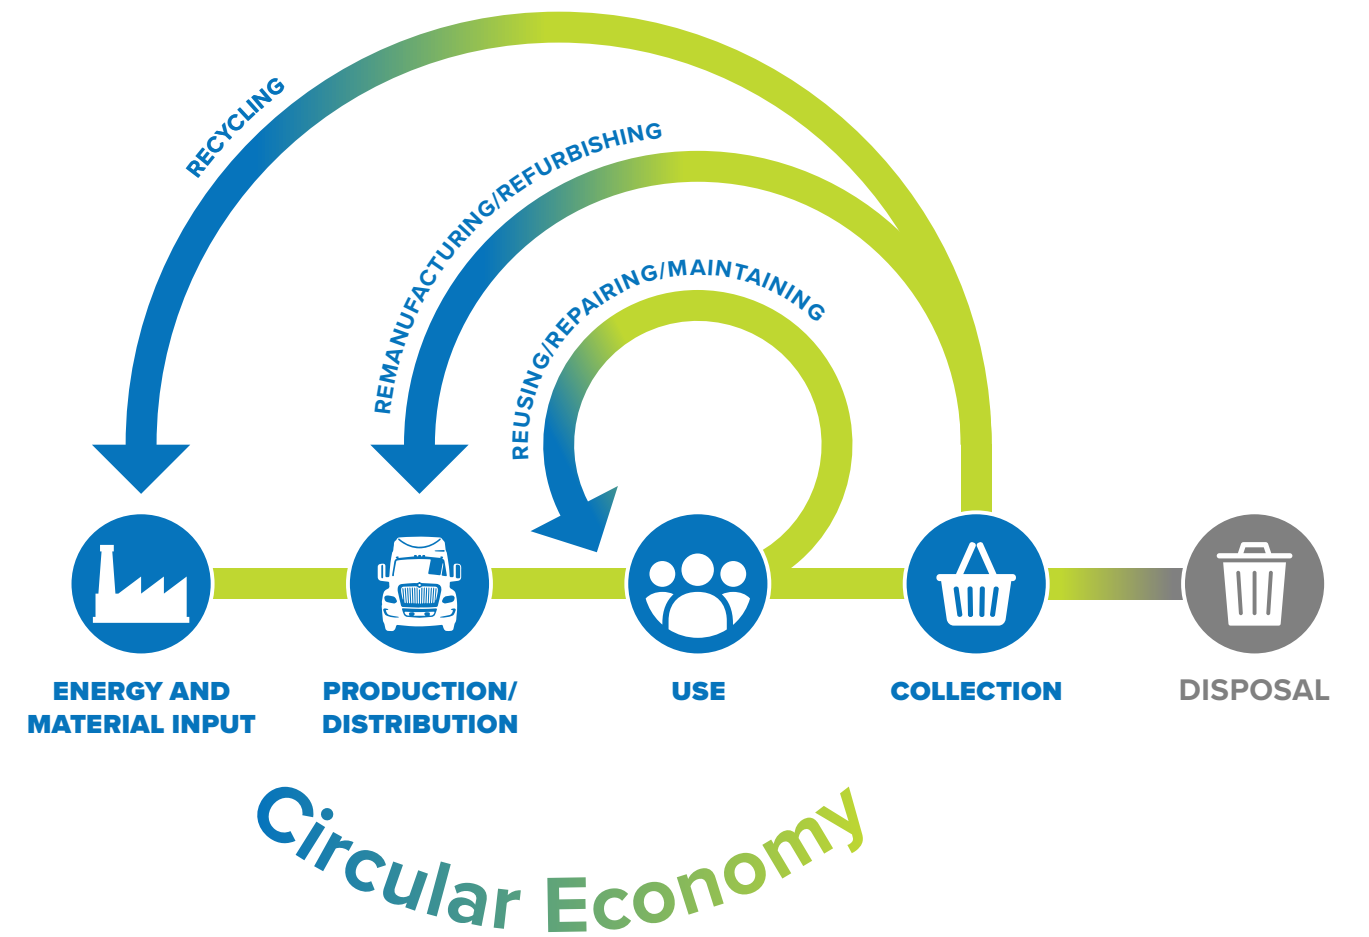 RECYCLING
REMANUFACTURING/REFURBISHING
REUSING/REPAIRING/MAINTAINING
ENERGY AND
MATERIAL INPUT
PRODUCTION/
DISTRIBUTION
USE
COLLECTION
DISPOSAL
Circular Economy